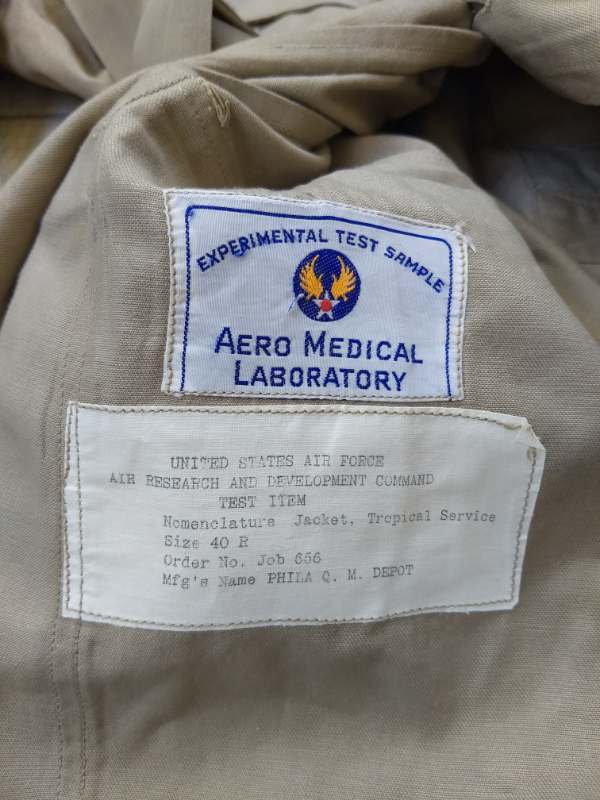 EXPERIMENTAL TEST SAMPLE
AERO MEDICAL
LABORATORY
UNITED STATES AIR FORCE
AIR RESEARCH AND DEVELOPMENT COMMAND
TEST ITEM
Nomenclature Jacket, Tropical Service
Size 40 R
Order No. Job 656
Mfg's Name PHILA Q. M. DEPOT